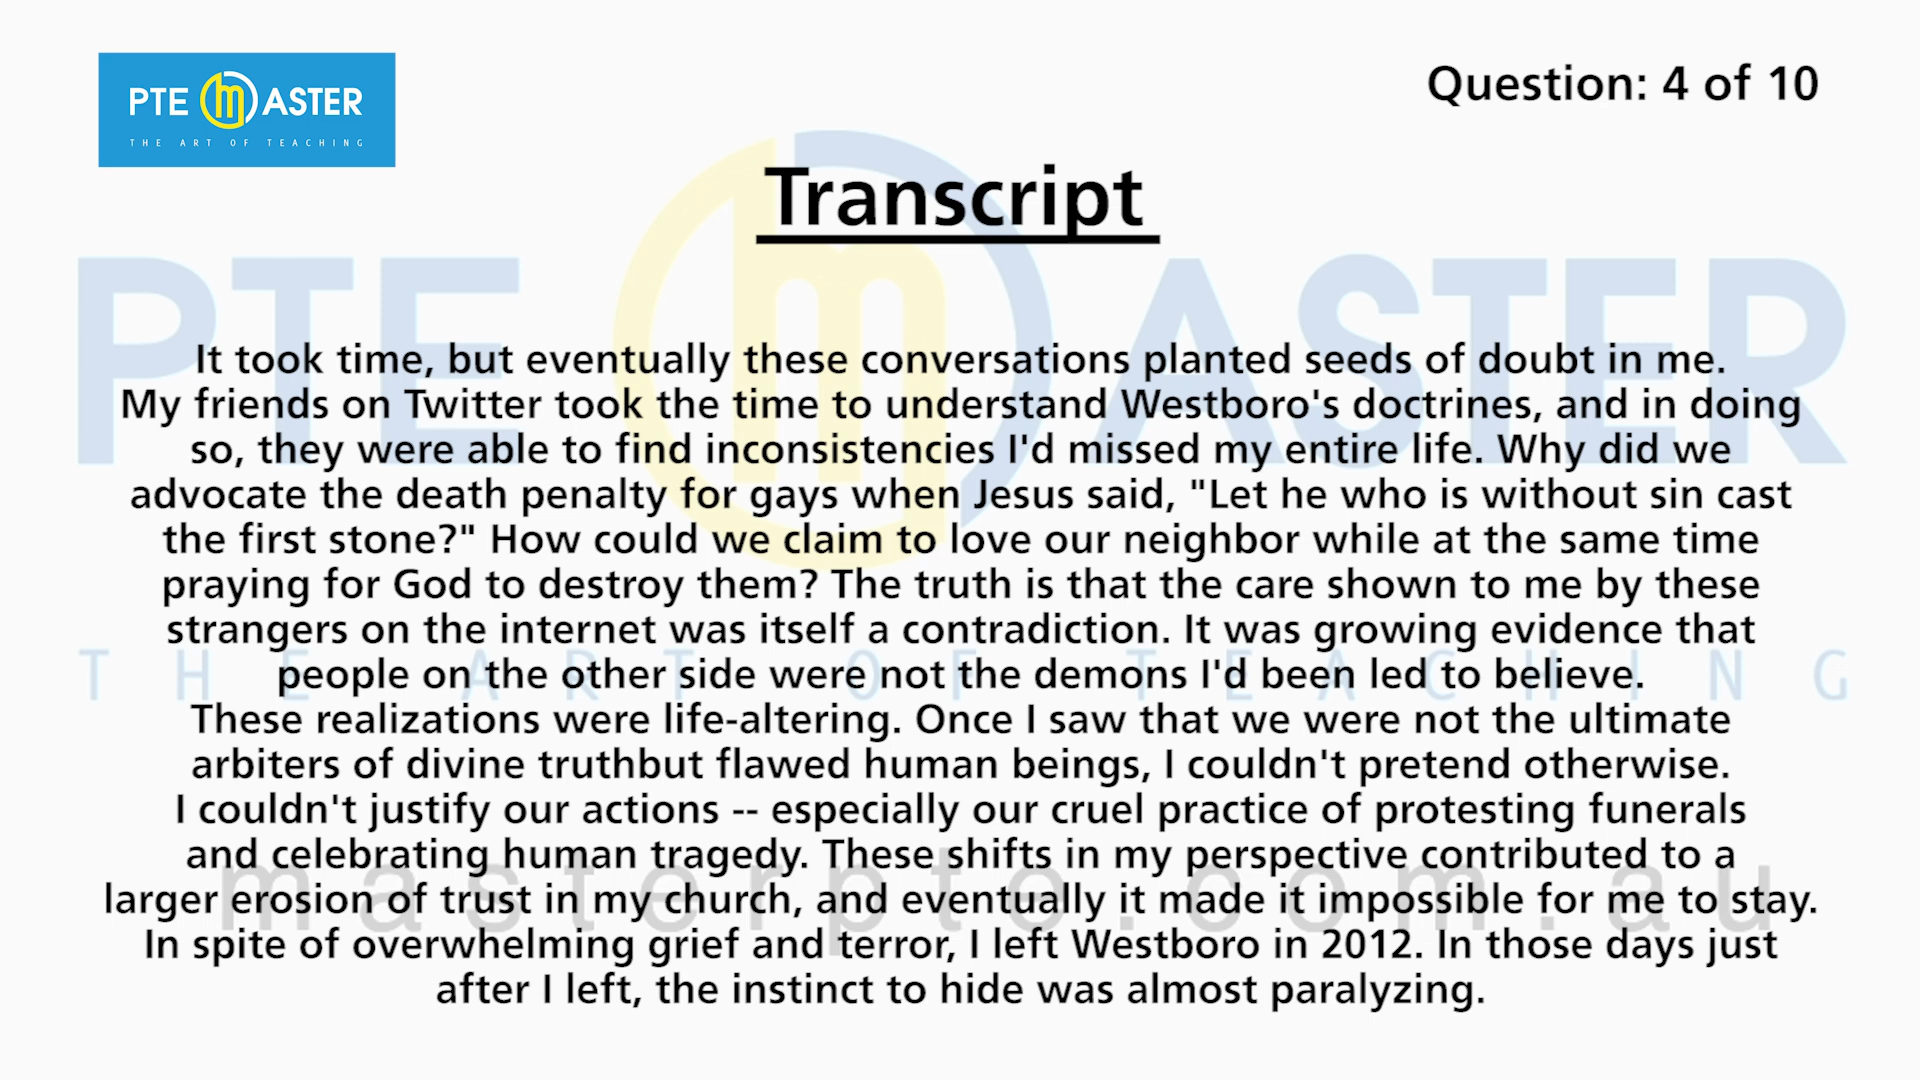 PTE MASTER
THE ART OF TEACHING
Question: 4 of 10
Transcript
It took time, but eventually these conversations planted seeds of doubt in me.
My friends on Twitter took the time to understand Westboro's doctrines, and in doing
so, they were able to find inconsistencies I'd missed my entire life. Why did we
advocate the death penalty for gays when Jesus said, "Let he who is without sin cast
the first stone?" How could we claim to love our neighbor while at the same time
praying for God to destroy them? The truth is that the care shown to me by these
strangers on the internet was itself a contradiction. It was growing evidence that
people on the other side were not the demons I'd been led to believe.
These realizations were life-altering. Once I saw that we were not the ultimate
arbiters of divine truthbut flawed human beings, I couldn't pretend otherwise.
I couldn't justify our actions -- especially our cruel practice of protesting funerals
and celebrating human tragedy. These shifts in my perspective contributed to a
larger erosion of trust in my church, and eventually it made it impossible for me to stay.
In spite of overwhelming grief and terror, I left Westboro in 2012. In those days just
after I left, the instinct to hide was almost paralyzing.
PTE MASTER
THE ART OF TEACHING
masterpte.com.au